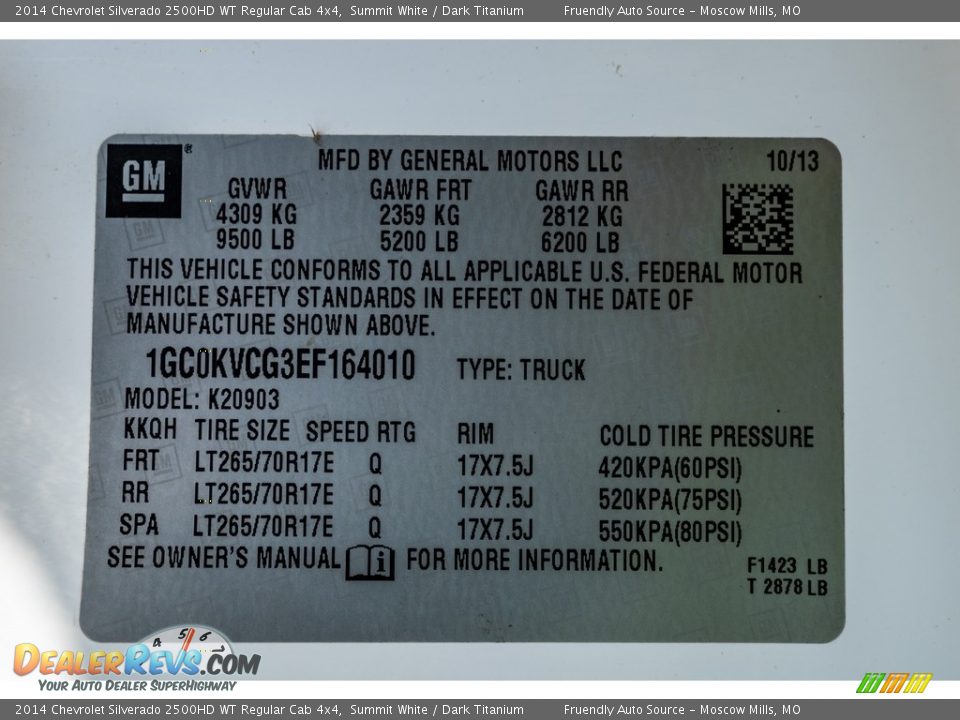 2014 Chevrolet Silverado 2500HD WT Regular Cab 4x4, Summit White / Dark Titanium Fruendly Auto Source – Moscow Mills, MO
GM ® MFD BY GENERAL MOTORS LLC 10/13
GVWR GAWR FRT GAWR RR
4309 KG 2359 KG 2812 KG
9500 LB 5200 LB 6200 LB
THIS VEHICLE CONFORMS TO ALL APPLICABLE U.S. FEDERAL MOTOR
VEHICLE SAFETY STANDARDS IN EFFECT ON THE DATE OF
MANUFACTURE SHOWN ABOVE.
1GC0KVCG3EF164010 TYPE: TRUCK
MODEL: K20903
KKQH TIRE SIZE SPEED RTG RIM COLD TIRE PRESSURE
FRT LT265/70R17E Q 17X7.5J 420KPA(60PSI)
RR LT265/70R17E Q 17X7.5J 520KPA(75PSI)
SPA LT265/70R17E Q 17X7.5J 550KPA(80PSI)
SEE OWNER'S MANUAL i FOR MORE INFORMATION.
F1423 LB
T 2878 LB
4 5 6
DEALERREVS.COM
YOUR AUTO DEALER SUPERHIGHWAY
2014 Chevrolet Silverado 2500HD WT Regular Cab 4x4, Summit White / Dark Titanium Fruendly Auto Source – Moscow Mills, MO